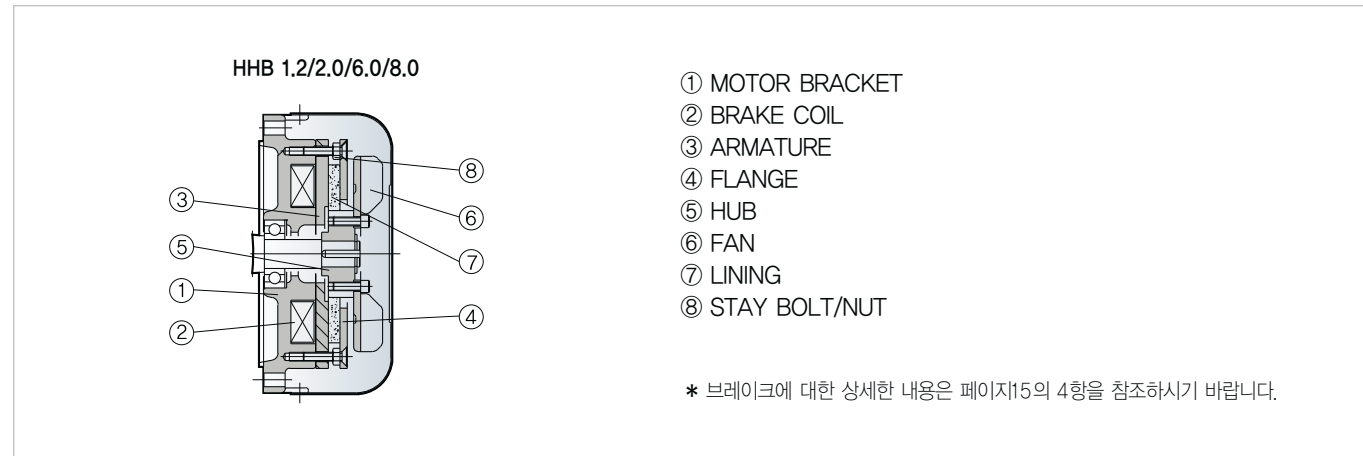 HHB 1.2/2.0/6.0/8.0
③
⑤
①
②
⑧
⑥
⑦
④
① MOTOR BRACKET
② BRAKE COIL
③ ARMATURE
④ FLANGE
⑤ HUB
⑥ FAN
⑦ LINING
⑧ STAY BOLT/NUT
* 브레이크에 대한 상세한 내용은 페이지15의 4항을 참조하시기 바랍니다.